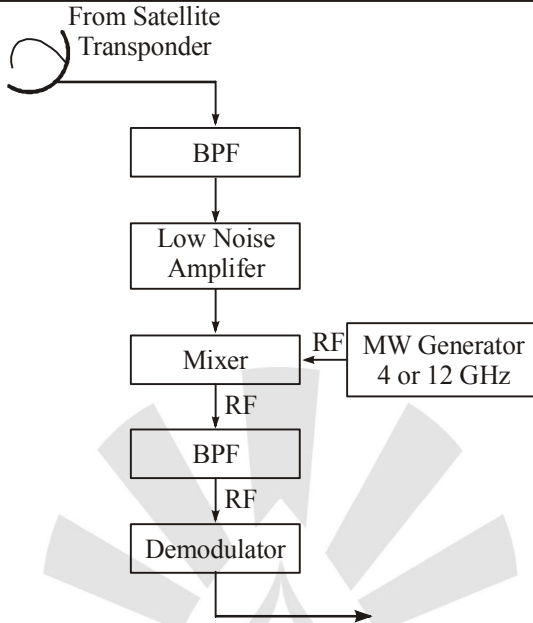 From Satellite
Transponder
BPF
Low Noise
Amplifer
Mixer
RF
MW Generator
4 or 12 GHz
RF
BPF
RF
Demodulator